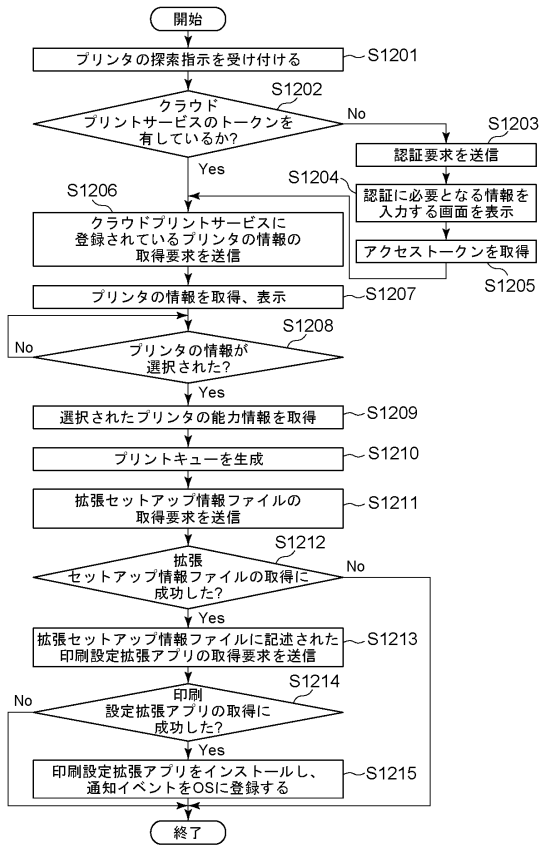 開始
プリンタの探索指示を受け付ける
S1201
S1202
クラウド
プリントサービスのトークンを
有しているか?
No
Yes
S1203
認証要求を送信
S1204
認証に必要となる情報を
入力する画面を表示
アクセストークンを取得
S1205
S1206
クラウドプリントサービスに
登録されているプリンタの情報の
取得要求を送信
プリンタの情報を取得、表示
S1207
S1208
プリンタの情報が
選択された?
No
Yes
選択されたプリンタの能力情報を取得
S1209
プリントキューを生成
S1210
拡張セットアップ情報ファイルの
取得要求を送信
S1211
S1212
拡張
セットアップ情報ファイルの取得に
成功した?
No
Yes
拡張セットアップ情報ファイルに記述された
印刷設定拡張アプリの取得要求を送信
S1213
S1214
印刷
設定拡張アプリの取得に
成功した?
No
Yes
印刷設定拡張アプリをインストールし、
通知イベントをOSに登録する
S1215
終了